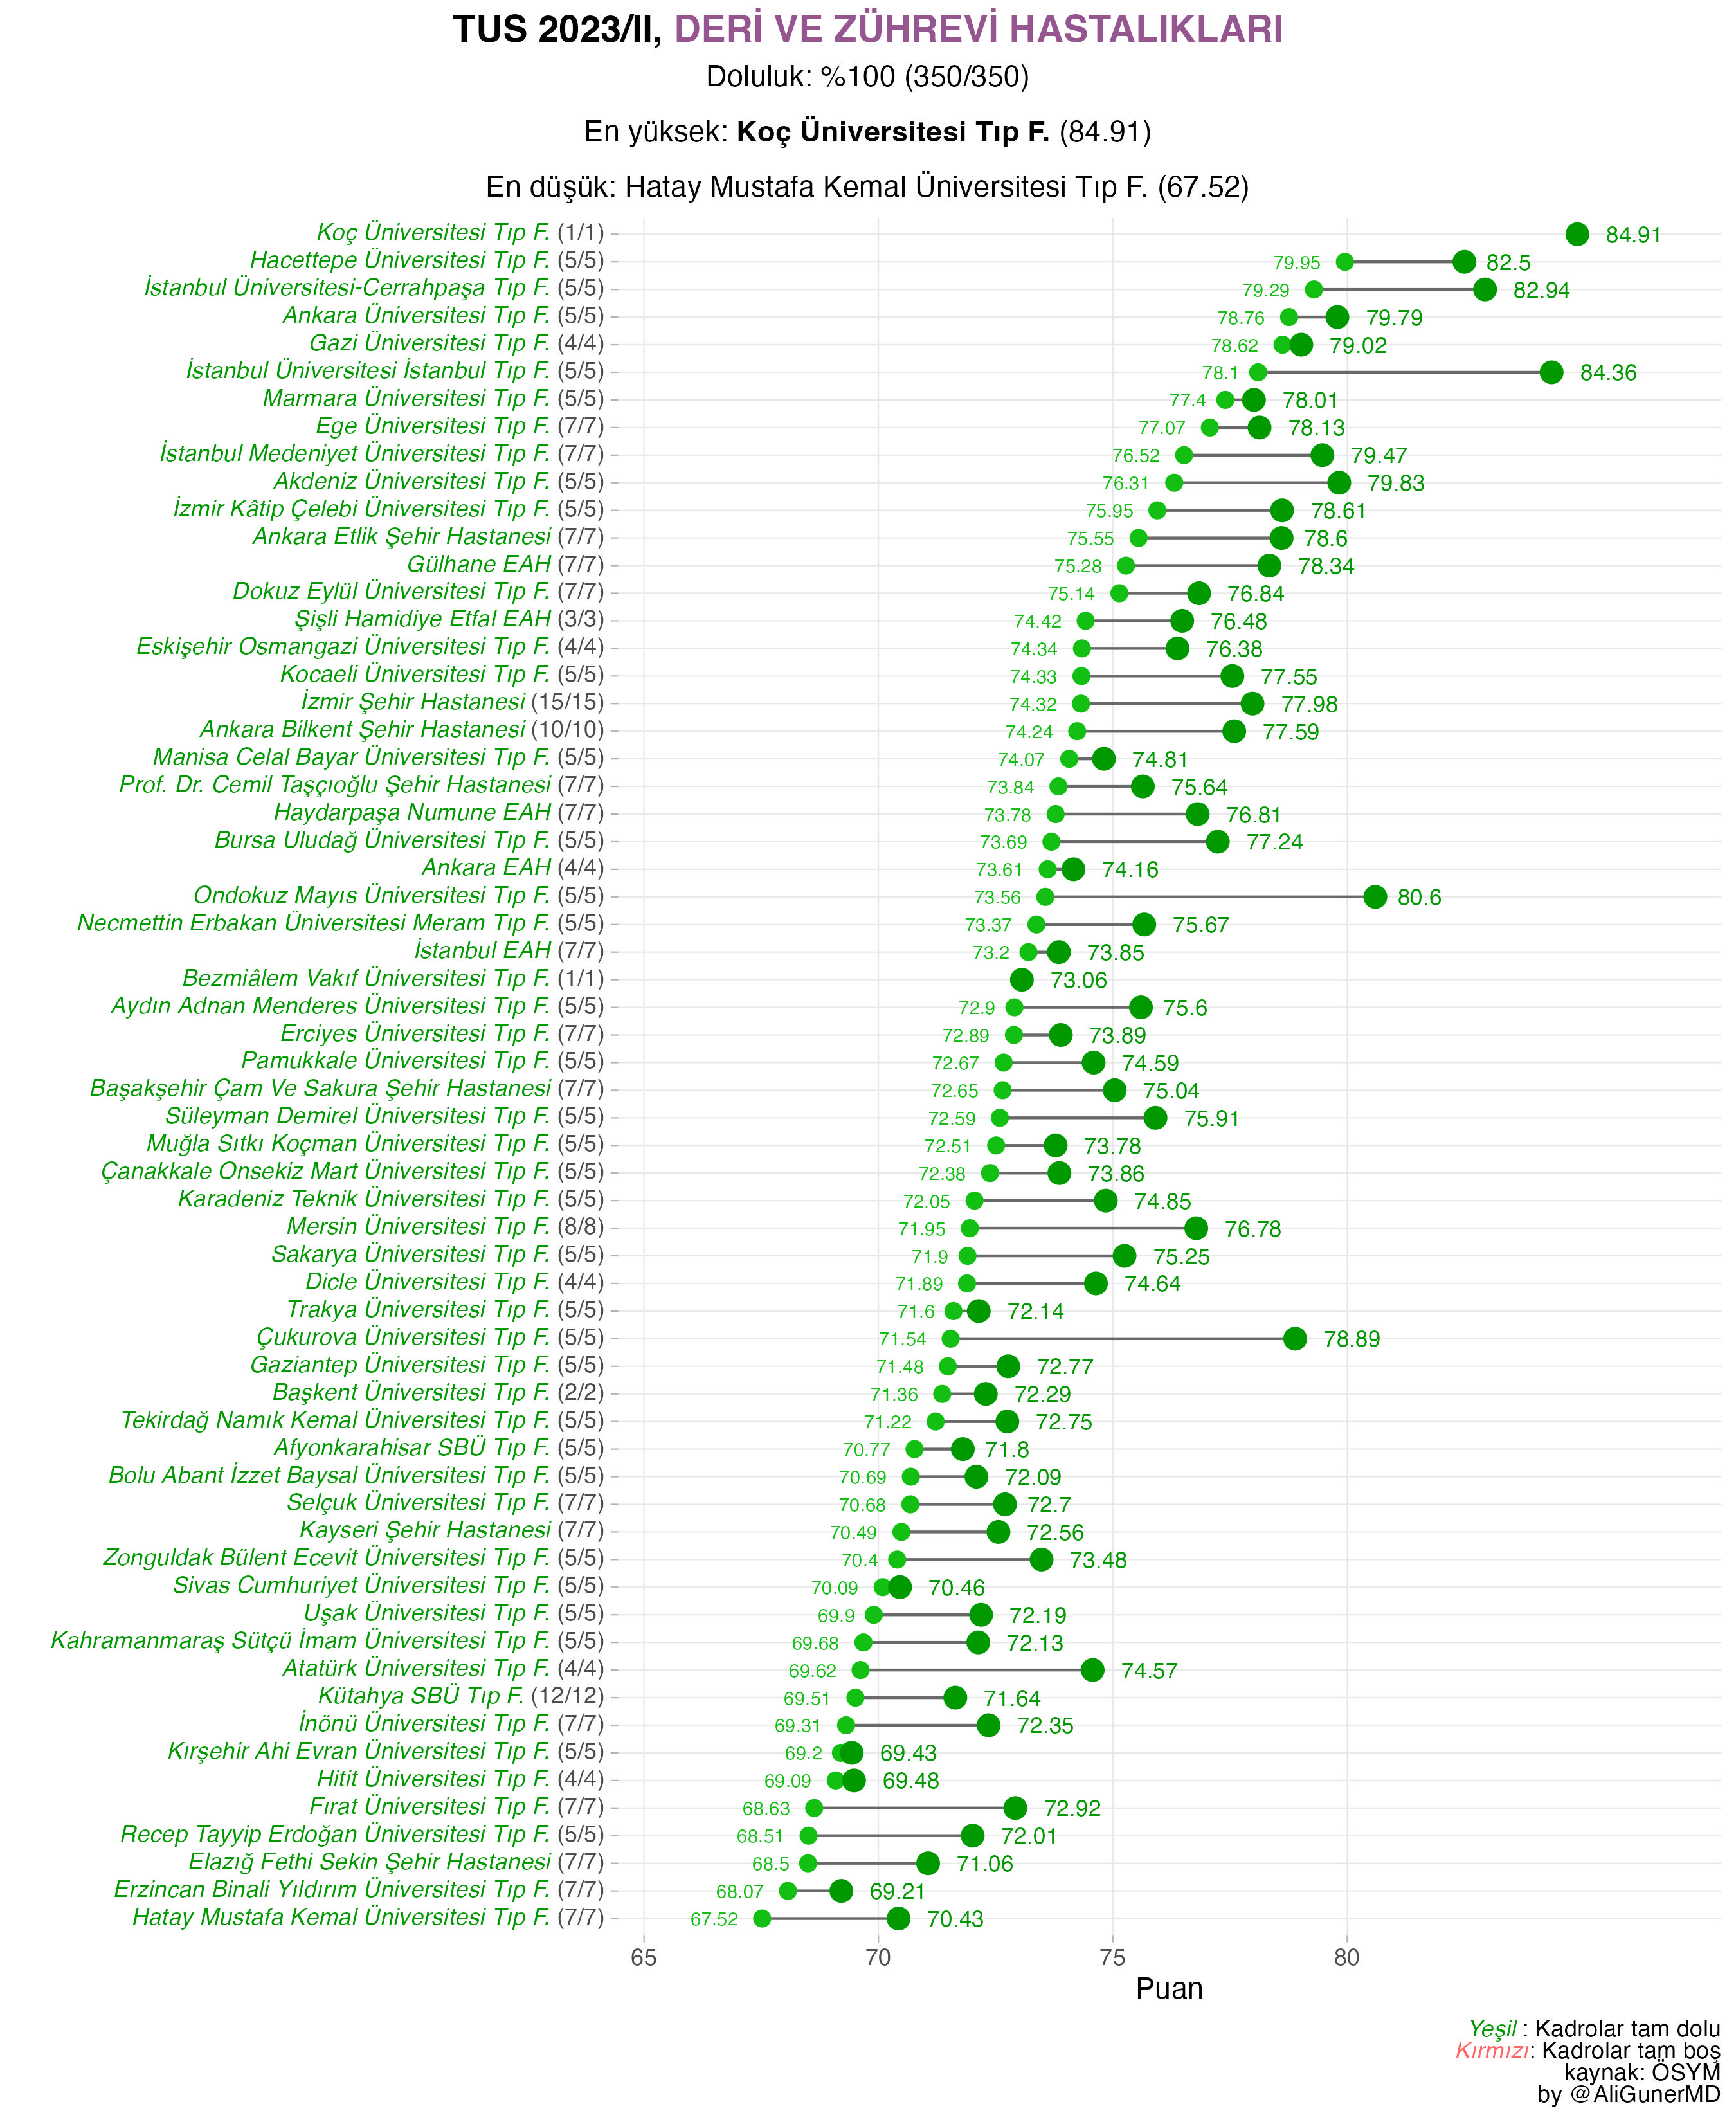 TUS 2023/II, DERİ VE ZÜHREVİ HASTALIKLARI
Doluluk: %100 (350/350)
En yüksek: Koç Üniversitesi Tıp F. (84.91)
En düşük: Hatay Mustafa Kemal Üniversitesi Tıp F. (67.52)
Koç Üniversitesi Tıp F. (1/1) 84.91
Hacettepe Üniversitesi Tıp F. (5/5) 79.95 82.5
İstanbul Üniversitesi-Cerrahpaşa Tıp F. (5/5) 79.29 82.94
Ankara Üniversitesi Tıp F. (5/5) 78.76 79.79
Gazi Üniversitesi Tıp F. (4/4) 78.62 79.02
İstanbul Üniversitesi İstanbul Tıp F. (5/5) 78.1 84.36
Marmara Üniversitesi Tıp F. (5/5) 77.4 78.01
Ege Üniversitesi Tıp F. (7/7) 77.07 78.13
İstanbul Medeniyet Üniversitesi Tıp F. (7/7) 76.52 79.47
Akdeniz Üniversitesi Tıp F. (5/5) 76.31 79.83
İzmir Kâtip Çelebi Üniversitesi Tıp F. (5/5) 75.95 78.61
Ankara Etlik Şehir Hastanesi (7/7) 75.55 78.6
Gülhane EAH (7/7) 75.28 78.34
Dokuz Eylül Üniversitesi Tıp F. (7/7) 75.14 76.84
Şişli Hamidiye Etfal EAH (3/3) 74.42 76.48
Eskişehir Osmangazi Üniversitesi Tıp F. (4/4) 74.34 76.38
Kocaeli Üniversitesi Tıp F. (5/5) 74.33 77.55
İzmir Şehir Hastanesi (15/15) 74.32 77.98
Ankara Bilkent Şehir Hastanesi (10/10) 74.24 77.59
Manisa Celal Bayar Üniversitesi Tıp F. (5/5) 74.07 74.81
Prof. Dr. Cemil Taşçıoğlu Şehir Hastanesi (7/7) 73.84 75.64
Haydarpaşa Numune EAH (7/7) 73.78 76.81
Bursa Uludağ Üniversitesi Tıp F. (5/5) 73.69 77.24
Ankara EAH (4/4) 73.61 74.16
Ondokuz Mayıs Üniversitesi Tıp F. (5/5) 73.56 80.6
Necmettin Erbakan Üniversitesi Meram Tıp F. (5/5) 73.37 75.67
İstanbul EAH (7/7) 73.2 73.85
Bezmiâlem Vakıf Üniversitesi Tıp F. (1/1) 73.06
Aydın Adnan Menderes Üniversitesi Tıp F. (5/5) 72.9 75.6
Erciyes Üniversitesi Tıp F. (7/7) 72.89 73.89
Pamukkale Üniversitesi Tıp F. (5/5) 72.67 74.59
Başakşehir Çam Ve Sakura Şehir Hastanesi (7/7) 72.65 75.04
Süleyman Demirel Üniversitesi Tıp F. (5/5) 72.59 75.91
Muğla Sıtkı Koçman Üniversitesi Tıp F. (5/5) 72.51 73.78
Çanakkale Onsekiz Mart Üniversitesi Tıp F. (5/5) 72.38 73.86
Karadeniz Teknik Üniversitesi Tıp F. (5/5) 72.05 74.85
Mersin Üniversitesi Tıp F. (8/8) 71.95 76.78
Sakarya Üniversitesi Tıp F. (5/5) 71.9 75.25
Dicle Üniversitesi Tıp F. (4/4) 71.89 74.64
Trakya Üniversitesi Tıp F. (5/5) 71.6 72.14
Çukurova Üniversitesi Tıp F. (5/5) 71.54 78.89
Gaziantep Üniversitesi Tıp F. (5/5) 71.48 72.77
Başkent Üniversitesi Tıp F. (2/2) 71.36 72.29
Tekirdağ Namık Kemal Üniversitesi Tıp F. (5/5) 71.22 72.75
Afyonkarahisar SBÜ Tıp F. (5/5) 70.77 71.8
Bolu Abant İzzet Baysal Üniversitesi Tıp F. (5/5) 70.69 72.09
Selçuk Üniversitesi Tıp F. (7/7) 70.68 72.7
Kayseri Şehir Hastanesi (7/7) 70.49 72.56
Zonguldak Bülent Ecevit Üniversitesi Tıp F. (5/5) 70.4 73.48
Sivas Cumhuriyet Üniversitesi Tıp F. (5/5) 70.09 70.46
Uşak Üniversitesi Tıp F. (5/5) 69.9 72.19
Kahramanmaraş Sütçü İmam Üniversitesi Tıp F. (5/5) 69.68 72.13
Atatürk Üniversitesi Tıp F. (4/4) 69.62 74.57
Kütahya SBÜ Tıp F. (12/12) 69.51 71.64
İnönü Üniversitesi Tıp F. (7/7) 69.31 72.35
Kırşehir Ahi Evran Üniversitesi Tıp F. (5/5) 69.2 69.43
Hitit Üniversitesi Tıp F. (4/4) 69.09 69.48
Fırat Üniversitesi Tıp F. (7/7) 68.63 72.92
Recep Tayyip Erdoğan Üniversitesi Tıp F. (5/5) 68.51 72.01
Elazığ Fethi Sekin Şehir Hastanesi (7/7) 68.5 71.06
Erzincan Binali Yıldırım Üniversitesi Tıp F. (7/7) 68.07 69.21
Hatay Mustafa Kemal Üniversitesi Tıp F. (7/7) 67.52 70.43
65 70 75 80
Puan
Yeşil : Kadrolar tam dolu
Kırmızı: Kadrolar tam boş
kaynak: ÖSYM
by @AliGunerMD